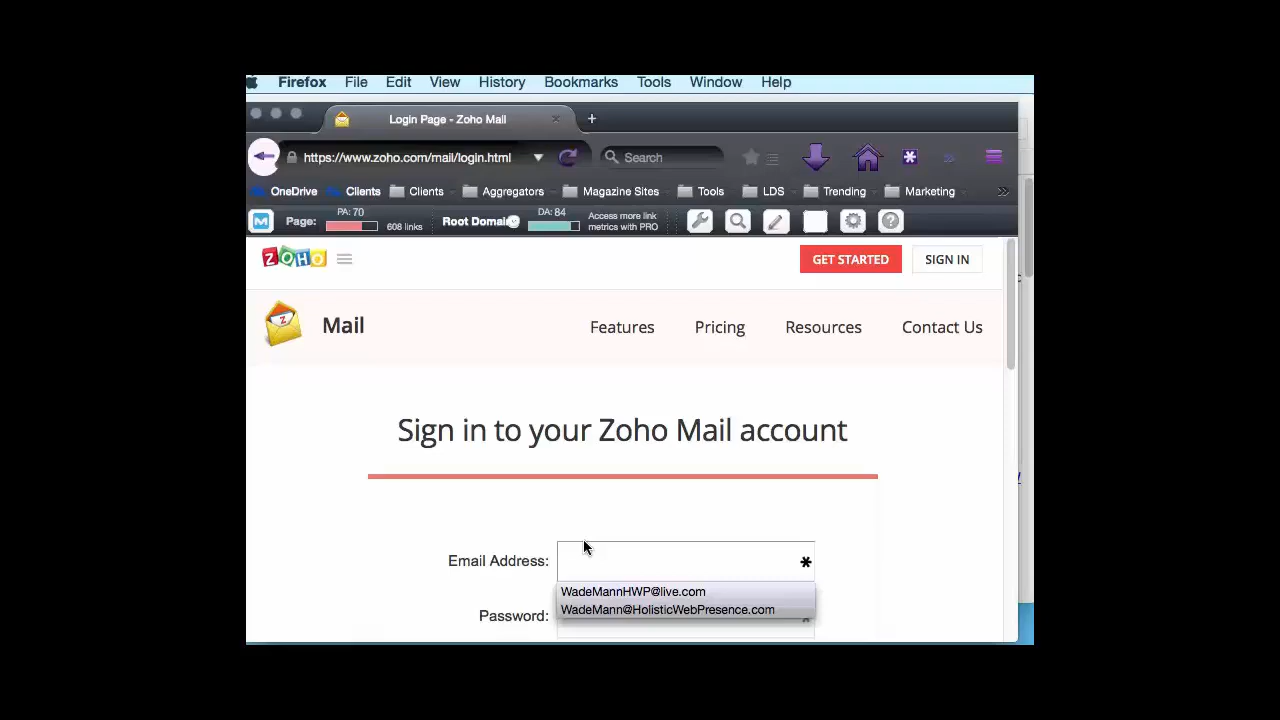 Firefox File Edit View History Bookmarks Tools Window Help
Login Page - Zoho Mail
https://www.zoho.com/mail/login.html Search
OneDrive Clients Clients Aggregators Magazine Sites Tools LDS Trending Marketing
Page: PA: 70 608 links Root Domain DA: 84 Access more link metrics with PRO
ZOHO GET STARTED SIGN IN
Mail Features Pricing Resources Contact Us
Sign in to your Zoho Mail account
Email Address:
WadeMannHWP@live.com
WadeMann@HolisticWebPresence.com
Password: